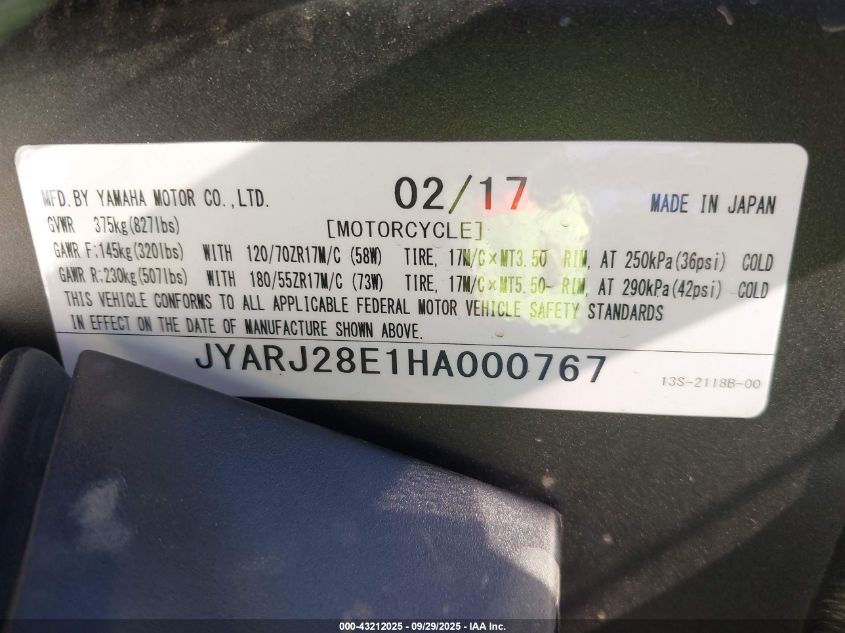 MFD.BY YAMAHA MOTOR CO.,LTD. 02/17 MADE IN JAPAN
GVWR 375kg(827lbs) [MOTORCYCLE]
GAWR F:145kg(320lbs) WITH 120/70ZR17M/C (58W) TIRE, 17M/C×MT3.50 RIM, AT 250kPa(36psi) COLD
GAWR R:230kg(507lbs) WITH 180/55ZR17M/C (73W) TIRE, 17M/C×MT5.50 RIM, AT 290kPa(42psi) COLD
THIS VEHICLE CONFORMS TO ALL APPLICABLE FEDERAL MOTOR VEHICLE SAFETY STANDARDS
IN EFFECT ON THE DATE OF MANUFACTURE SHOWN ABOVE.
JYARJ28E1HA000767 13S-2118B-00
000-43212025 - 09/29/2025 - IAA Inc.